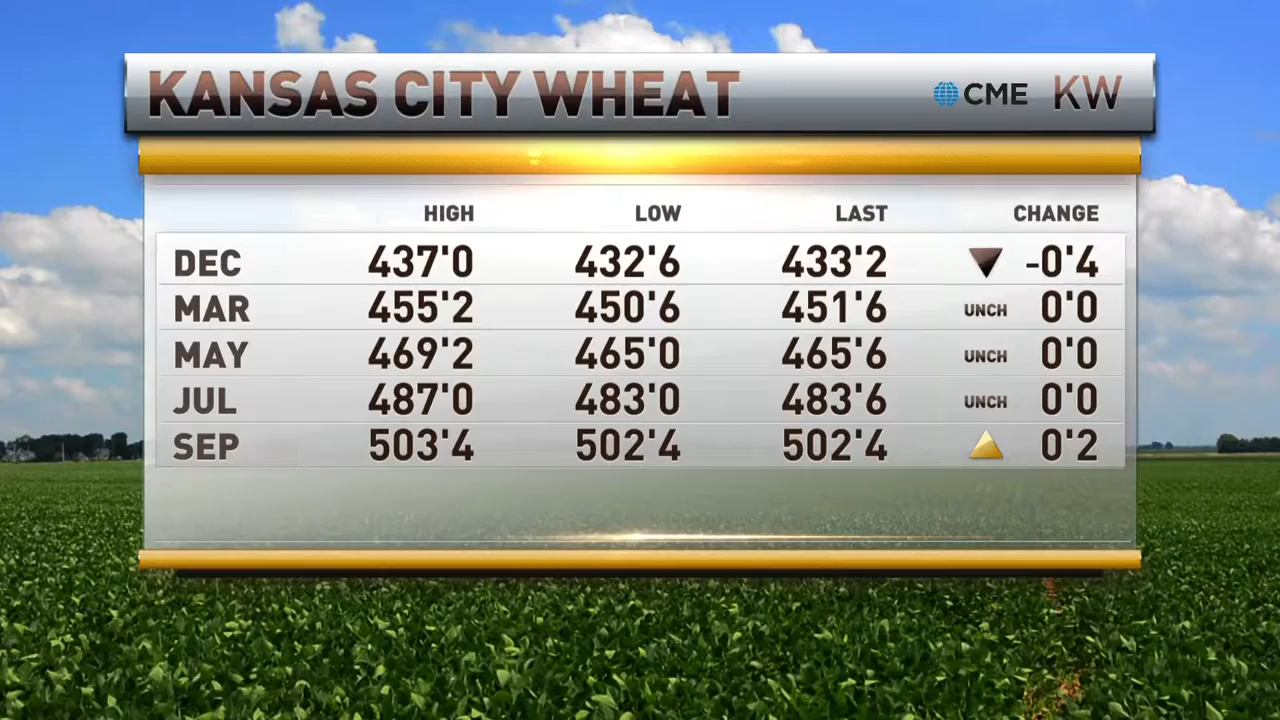 KANSAS CITY WHEAT CME KW
HIGH LOW LAST CHANGE
DEC 437'0 432'6 433'2 -0'4
MAR 455'2 450'6 451'6 UNCH 0'0
MAY 469'2 465'0 465'6 UNCH 0'0
JUL 487'0 483'0 483'6 UNCH 0'0
SEP 503'4 502'4 502'4 0'2